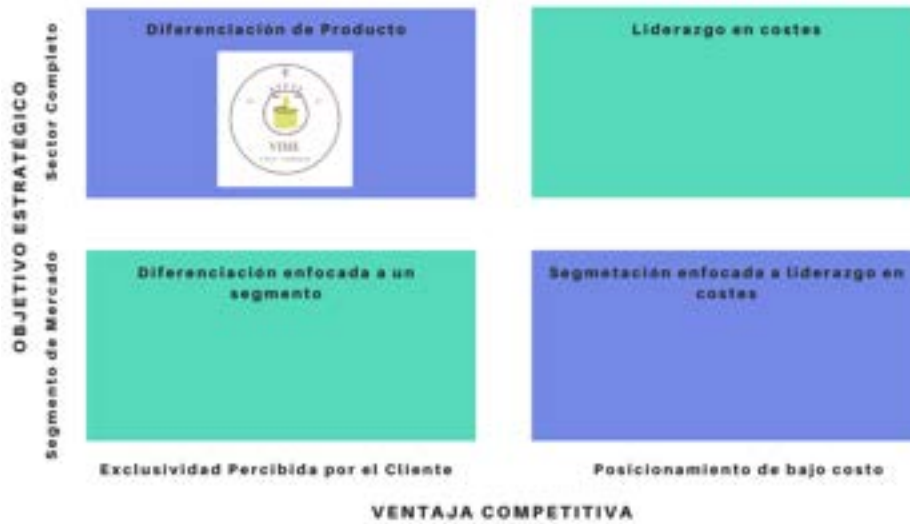 Diferenciación de Producto
Liderazgo en costes
OBJETIVO ESTRATÉGICO
Sector Completo
VIME
Diferenciación enfocada a un
segmento
Segmetación enfocada a liderazgo en
costes
Segmento de Mercado
Exclusividad Percibida por el Cliente
Posicionamiento de bajo costo
VENTAJA COMPETITIVA